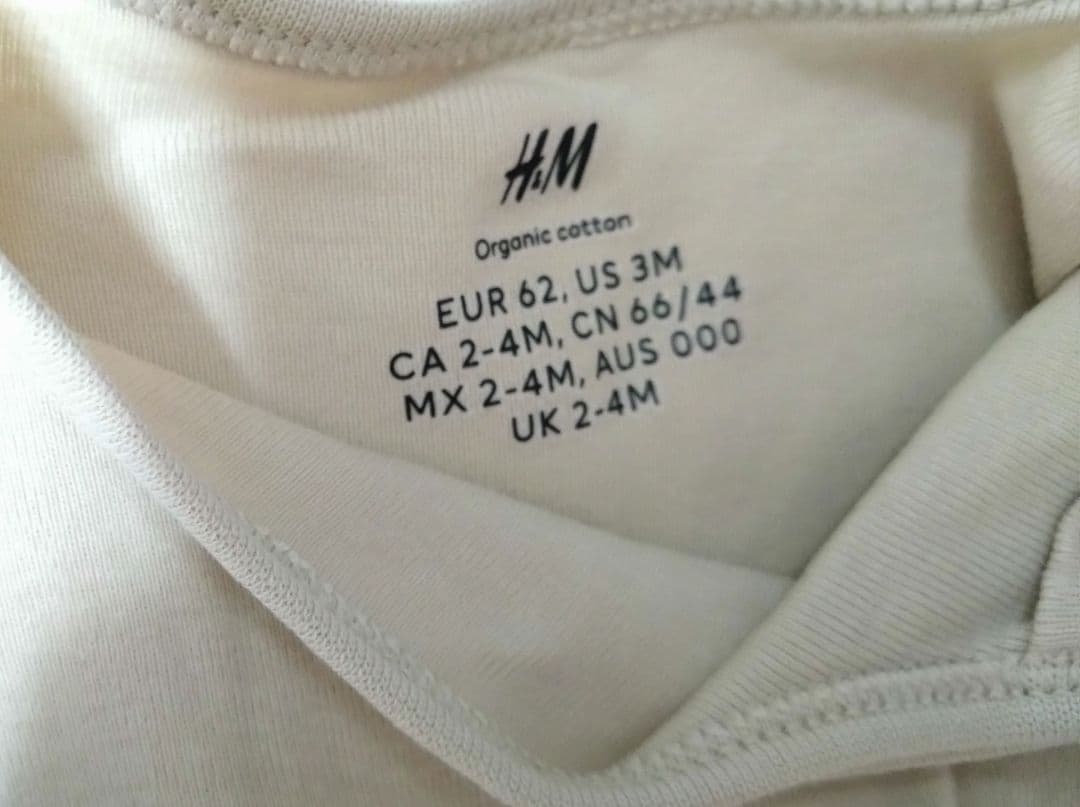 H&M
Organic cotton
EUR 62, US 3M
CA 2-4M, CN 66/44
MX 2-4M, AUS 000
UK 2-4M